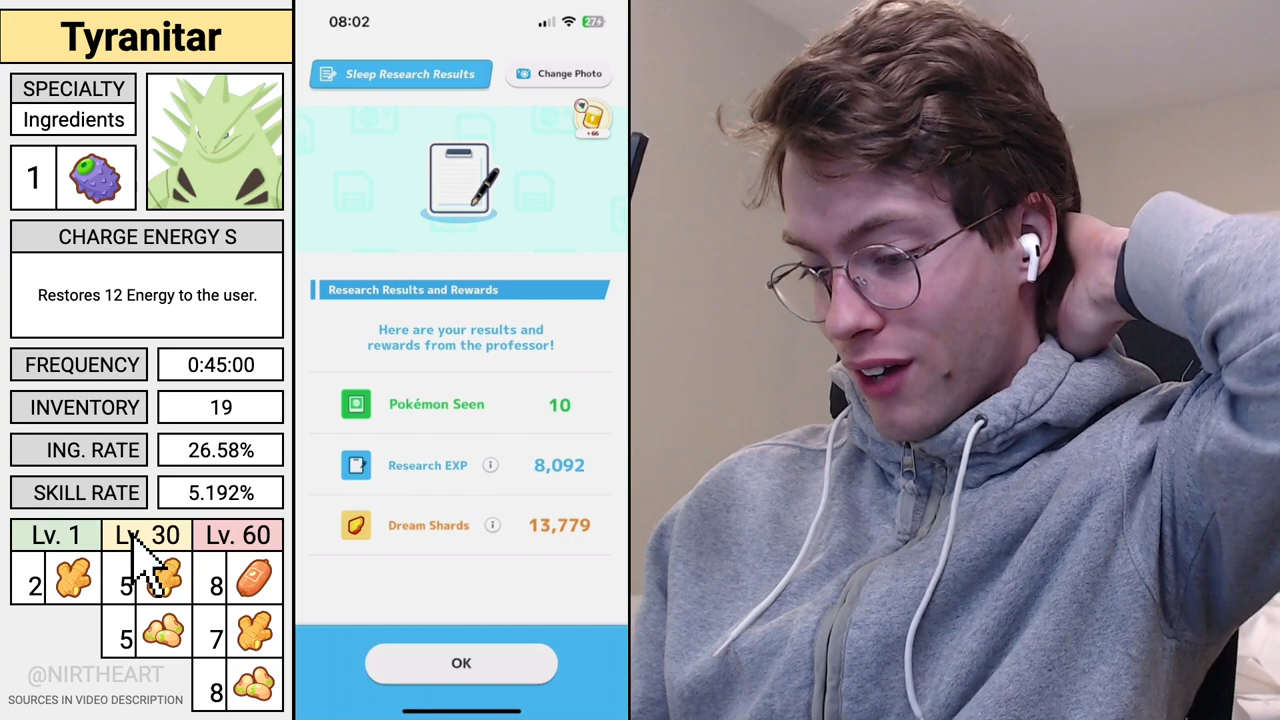 Tyranitar
SPECIALTY
Ingredients
1
CHARGE ENERGY S
Restores 12 Energy to the user.
FREQUENCY 0:45:00
INVENTORY 19
ING. RATE 26.58%
SKILL RATE 5.192%
Lv. 1 Lv. 30 Lv. 60
2 5 8
5 7
8
@NIRTHEART
SOURCES IN VIDEO DESCRIPTION
08:02
27
Sleep Research Results
Change Photo
+66
Research Results and Rewards
Here are your results and
rewards from the professor!
Pokémon Seen 10
Research EXP 8,092
Dream Shards 13,779
OK